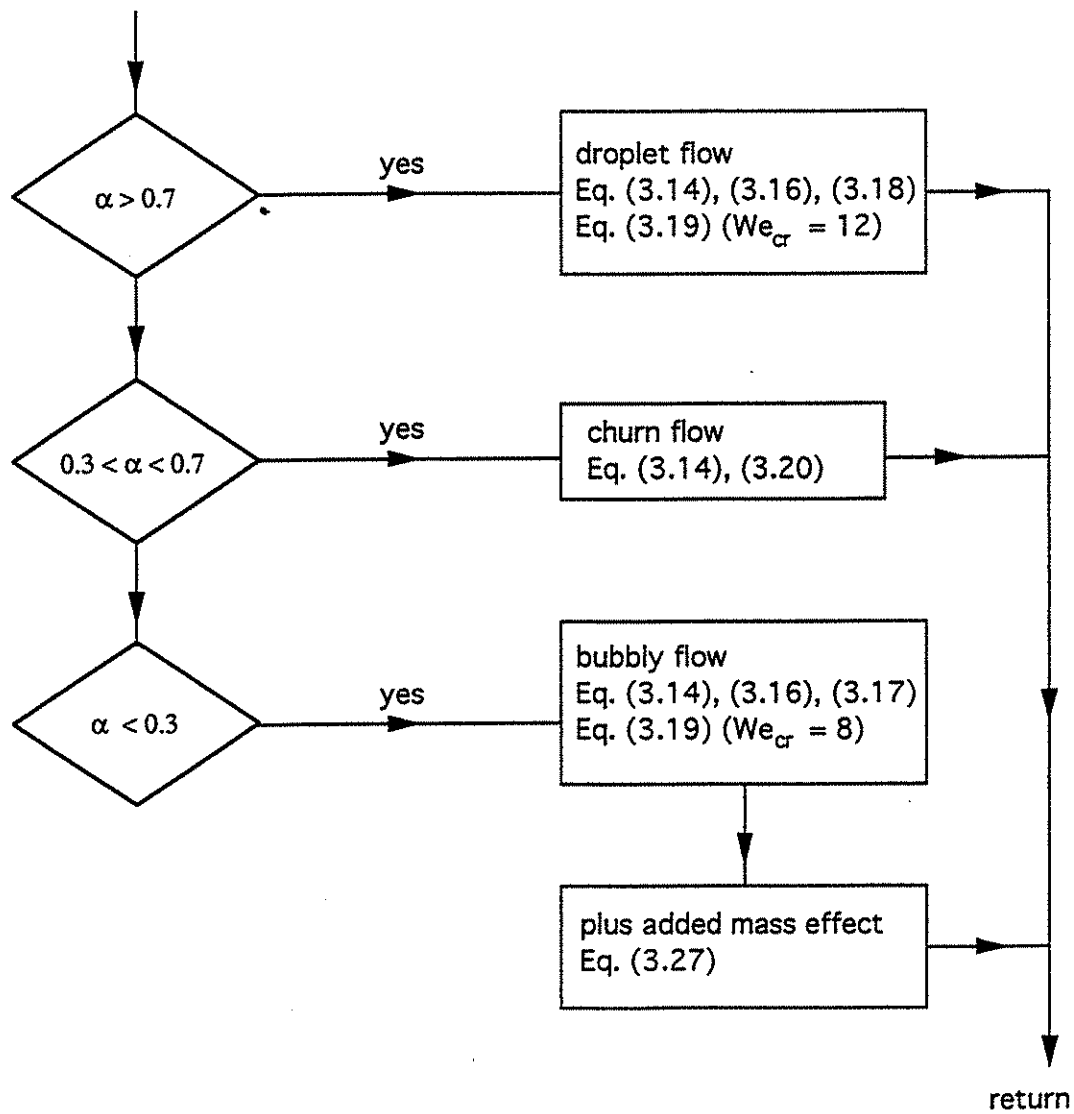 α > 0.7
yes
droplet flow
Eq. (3.14), (3.16), (3.18)
Eq. (3.19) (We_cr = 12)
0.3 < α < 0.7
yes
churn flow
Eq. (3.14), (3.20)
α < 0.3
yes
bubbly flow
Eq. (3.14), (3.16), (3.17)
Eq. (3.19) (We_cr = 8)
plus added mass effect
Eq. (3.27)
return